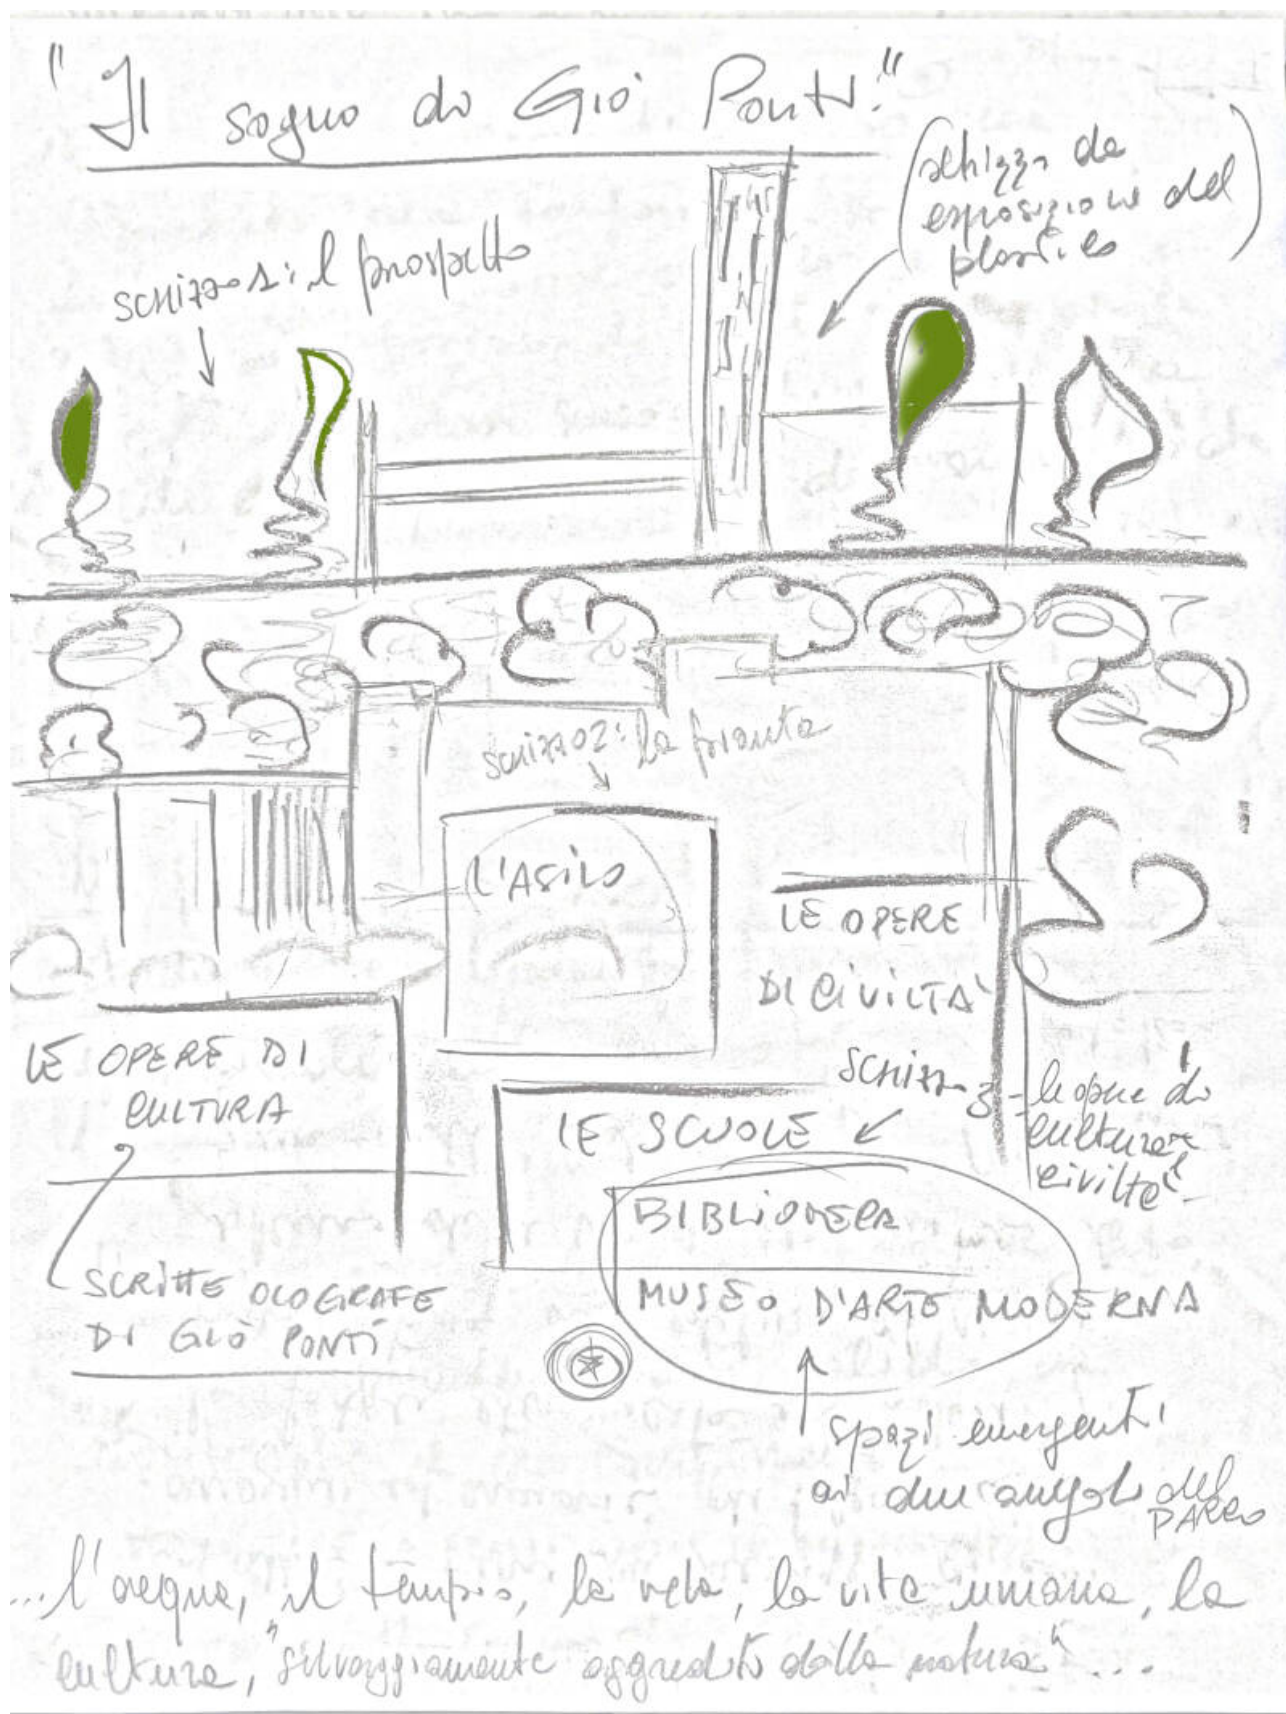 "Il sogno di Giò Ponti."
(schizzo da
esposizione del
plastico)
schizzo 1: il prospetto
schizzo 2: la pianta
L'ASILO
LE OPERE
DI CIVILTÀ
LE OPERE DI
CULTURA
schizzo 3 - le opere di
cultura e
civiltà -
LE SCUOLE
BIBLIOTECA
MUSEO D'ARTE MODERNA
SCRITTE OLOGRAFE
DI GIÒ PONTI
spazi emergenti
ai due angoli del
PARCO
...l'acqua, il tempo, la vela, la vita umana, la
cultura, "selvaggiamente aggredito dalla natura"...